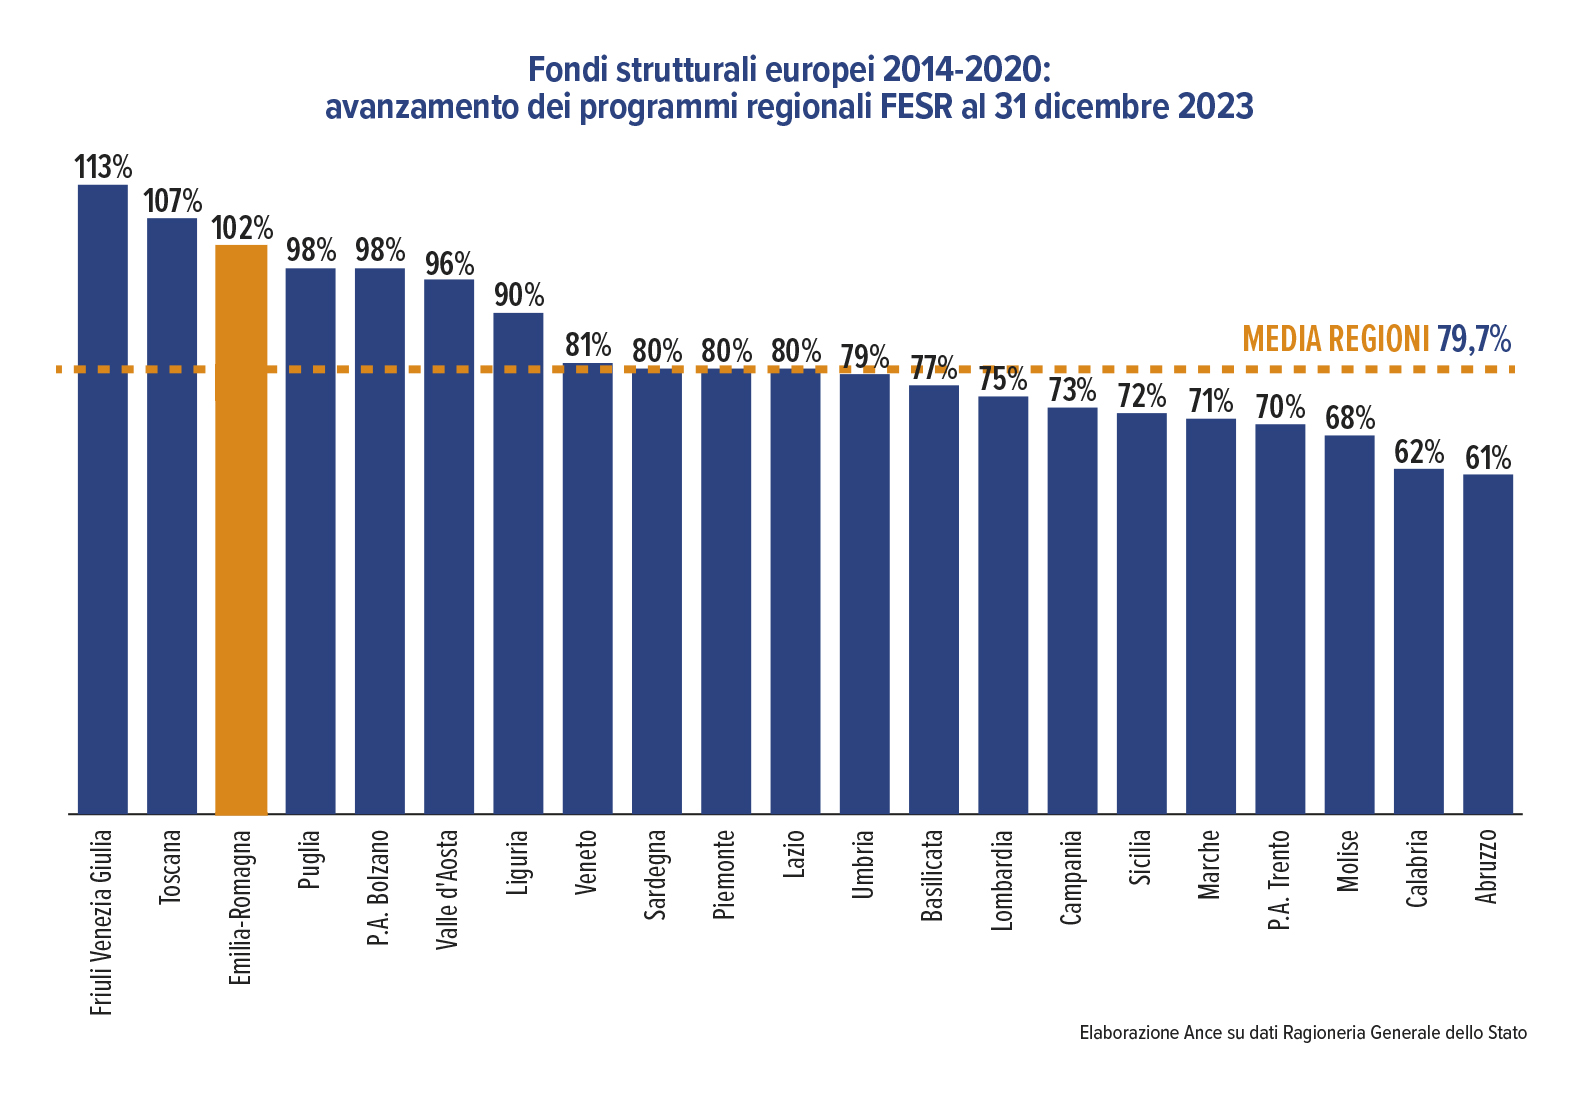 Fondi strutturali europei 2014-2020:
avanzamento dei programmi regionali FESR al 31 dicembre 2023
113%
107%
102%
98%
98%
96%
90%
81%
80%
80%
80%
79%
77%
75%
73%
72%
71%
70%
68%
62%
61%
MEDIA REGIONI 79,7%
Friuli Venezia Giulia
Toscana
Emilia-Romagna
Puglia
P.A. Bolzano
Valle d'Aosta
Liguria
Veneto
Sardegna
Piemonte
Lazio
Umbria
Basilicata
Lombardia
Campania
Sicilia
Marche
P.A. Trento
Molise
Calabria
Abruzzo
Elaborazione Ance su dati Ragioneria Generale dello Stato